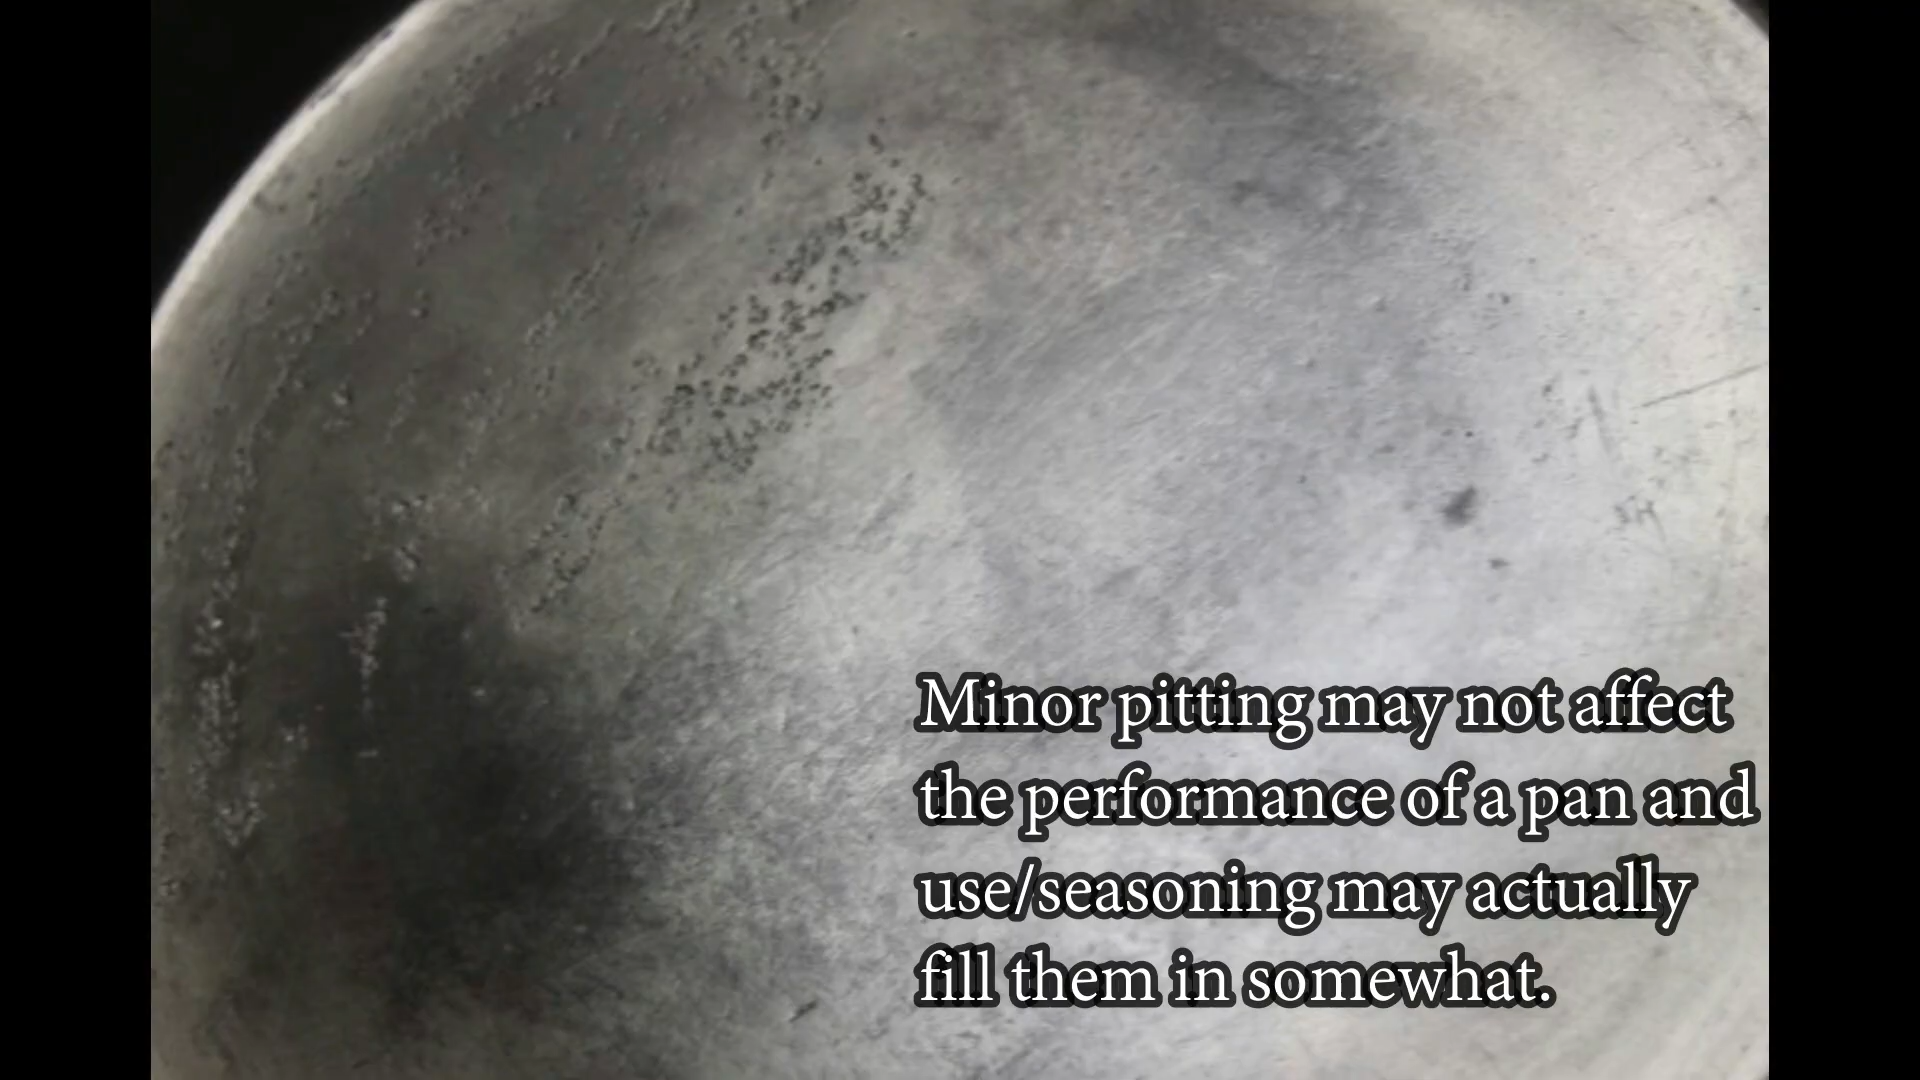 Minor pitting may not affect
the performance of a pan and
use/seasoning may actually
fill them in somewhat.